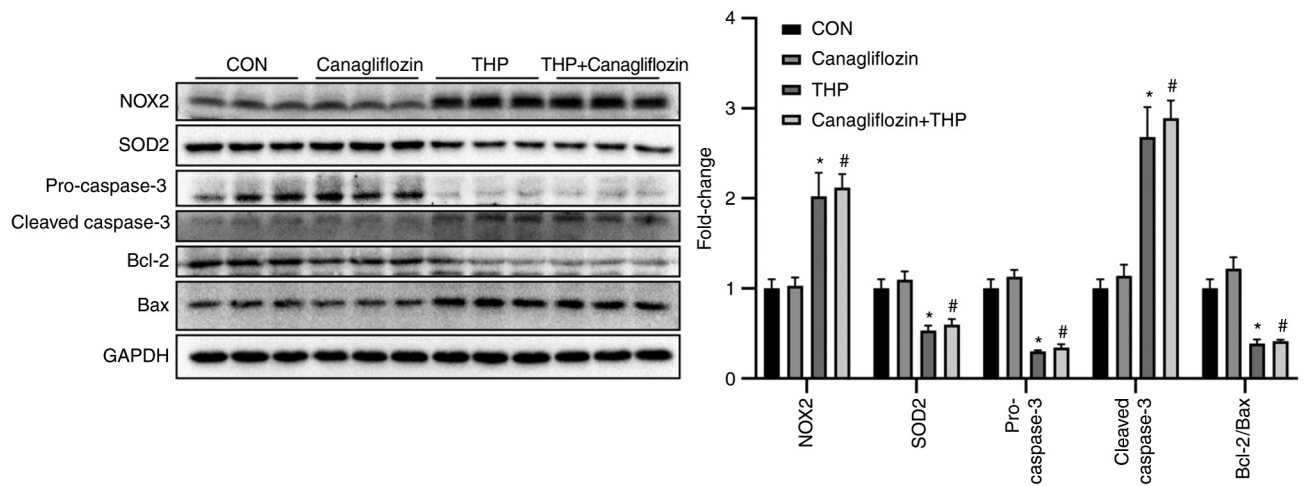 CON Canagliflozin THP THP+Canagliflozin
NOX2
SOD2
Pro-caspase-3
Cleaved caspase-3
Bcl-2
Bax
GAPDH
4
3
2
1
0
Fold-change
CON
Canagliflozin
THP
Canagliflozin+THP
* #
* #
* #
* #
* #
NOX2
SOD2
Pro-
caspase-3
Cleaved
caspase-3
Bcl-2/Bax